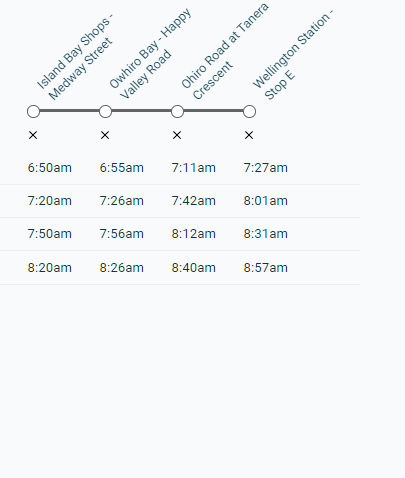 Island Bay Shops -
Medway Street
Owhiro Bay - Happy
Valley Road
Ohiro Road at Tanera
Crescent
Wellington Station -
Stop E
6:50am 6:55am 7:11am 7:27am
7:20am 7:26am 7:42am 8:01am
7:50am 7:56am 8:12am 8:31am
8:20am 8:26am 8:40am 8:57am